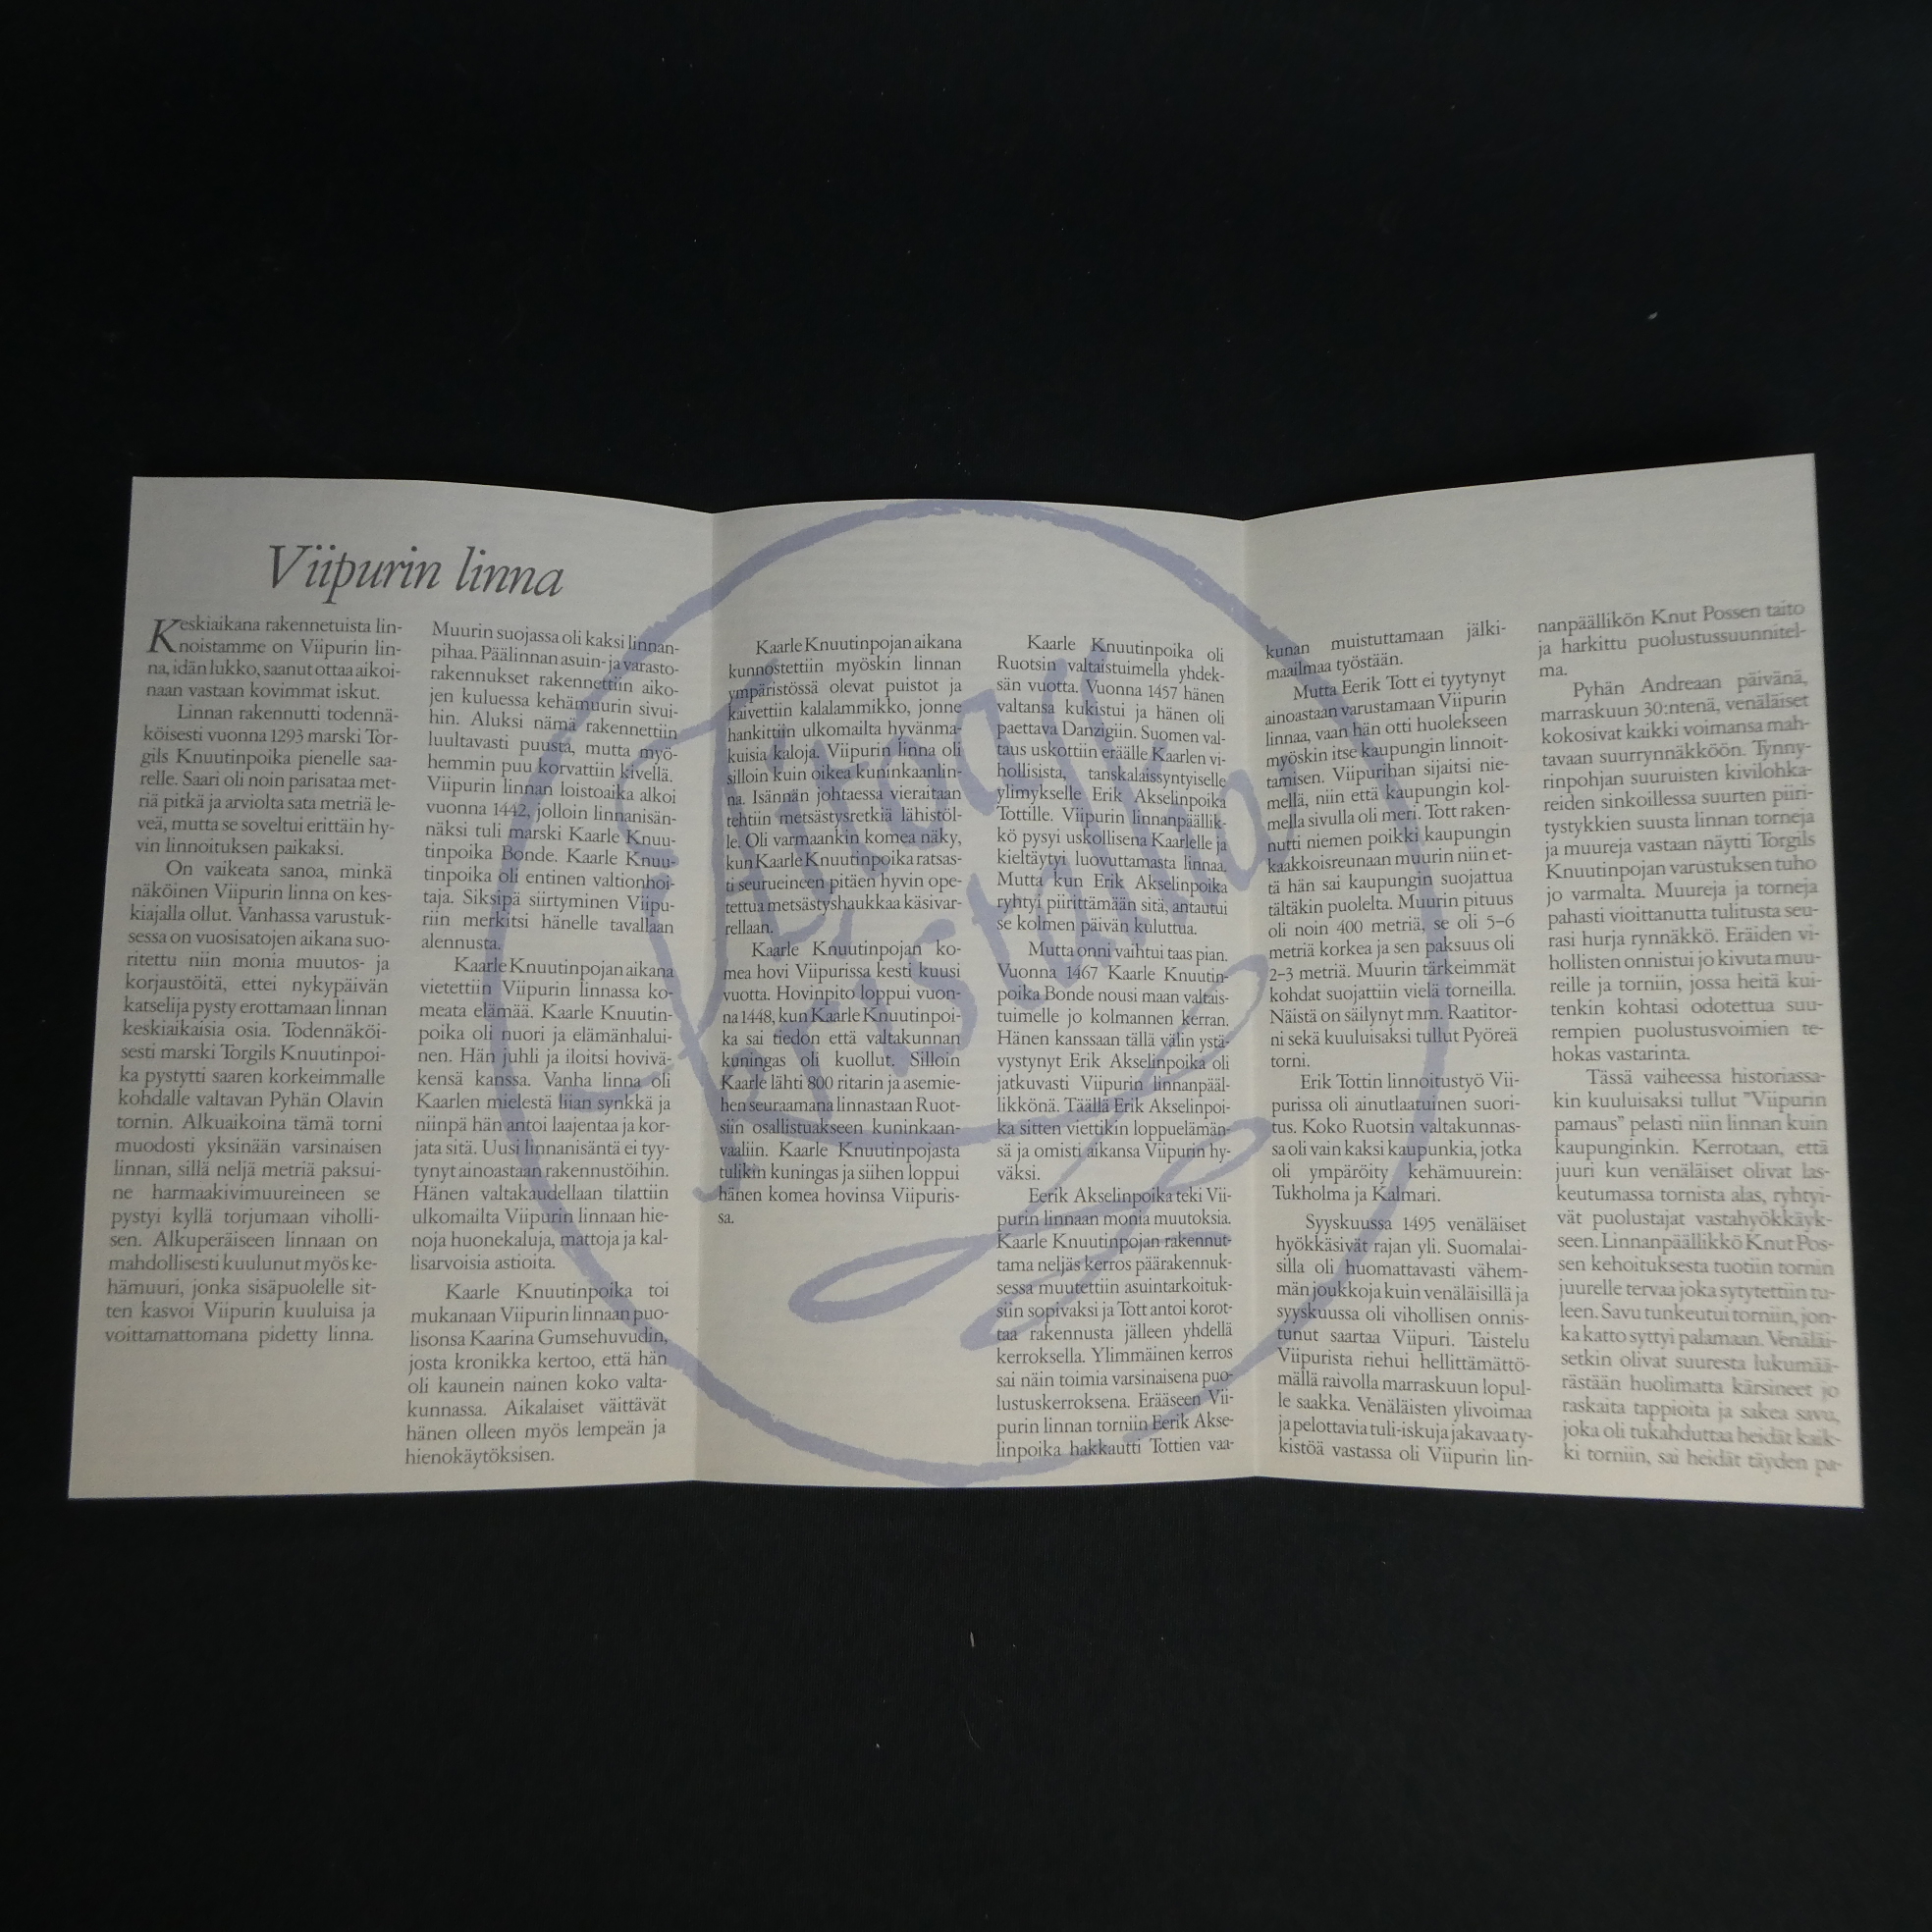 Viipurin linna
Keskiaikana rakennetuista lin-
noistamme on Viipurin lin-
na, idän lukko, saanut ottaa aikoi-
naan vastaan kovimmat iskut.
Linnan rakennutti todennä-
köisesti vuonna 1293 marski Tor-
gils Knuutinpoika pienelle saa-
relle. Saari oli noin parisataa met-
riä pitkä ja arviolta sata metriä le-
veä, mutta se soveltui erittäin hy-
vin linnoituksen paikaksi.
On vaikeata sanoa, minkä
näköinen Viipurin linna on kes-
kiajalla ollut. Vanhassa varustuk-
sessa on vuosisatojen aikana suo-
ritettu niin monia muutos- ja
korjaustöitä, ettei nykypäivän
katselija pysty erottamaan linnan
keskiaikaisia osia. Todennäköi-
sesti marski Torgils Knuutinpoi-
ka pystytti saaren korkeimmalle
kohdalle valtavan Pyhän Olavin
tornin. Alkuaikoina tämä torni
muodosti yksinään varsinaisen
linnan, sillä neljä metriä paksui-
ne harmaakivimuureineen se
pystyi kyllä torjumaan viholli-
sen. Alkuperäiseen linnaan on
mahdollisesti kuulunut myös ke-
hämuuri, jonka sisäpuolelle sit-
ten kasvoi Viipurin kuuluisa ja
voittamattomana pidetty linna.
Muurin suojassa oli kaksi linnan-
pihaa. Päälinnan asuin- ja varasto-
rakennukset rakennettiin aiko-
jen kuluessa kehämuurin sivui-
hin. Aluksi nämä rakennettiin
luultavasti puusta, mutta myö-
hemmin puu korvattiin kivellä.
Viipurin linnan loistoaika alkoi
vuonna 1442, jolloin linnanisän-
näksi tuli marski Kaarle Knuu-
tinpoika Bonde. Kaarle Knuu-
tinpoika oli entinen valtionhoi-
taja. Siksipä siirtyminen Viipu-
riin merkitsi hänelle tavallaan
alennusta.
Kaarle Knuutinpojan aikana
vietettiin Viipurin linnassa ko-
meata elämää. Kaarle Knuutin-
poika oli nuori ja elämänhalui-
nen. Hän juhli ja iloitsi hovivä-
kensä kanssa. Vanha linna oli
Kaarlen mielestä liian synkkä ja
niinpä hän antoi laajentaa ja kor-
jata sitä. Uusi linnanisäntä ei tyy-
tynyt ainoastaan rakennustöihin.
Hänen valtakaudellaan tilattiin
ulkomailta Viipurin linnaan hie-
noja huonekaluja, mattoja ja kal-
lisarvoisia astioita.
Kaarle Knuutinpoika toi
mukanaan Viipurin linnaan puo-
lisonsa Kaarina Gumsehuvudin,
josta kronikka kertoo, että hän
oli kaunein nainen koko valta-
kunnassa. Aikalaiset väittävät
hänen olleen myös lempeän ja
hienokäytöksisen.
Kaarle Knuutinpojan aikana
kunnostettiin myöskin linnan
ympäristössä olevat puistot ja
kaivettiin kalalammikko, jonne
hankittiin ulkomailta hyvänma-
kuisia kaloja. Viipurin linna oli
silloin kuin oikea kuninkaanlin-
na. Isännän johtaessa vieraitaan
tehtiin metsästysretkiä lähistöl-
le. Oli varmaankin komea näky,
kun Kaarle Knuutinpoika ratsas-
ti seurueineen pitäen hyvin ope-
tettua metsästyshaukkaa käsivar-
rellaan.
Kaarle Knuutinpojan ko-
mea hovi Viipurissa kesti kuusi
vuotta. Hovinpito loppui vuon-
na 1448, kun Kaarle Knuutinpoi-
ka sai tiedon että valtakunnan
kuningas oli kuollut. Silloin
Kaarle lähti 800 ritarin ja asemie-
hen seuraamana linnastaan Ruot-
siin osallistuakseen kuninkaan-
vaaliin. Kaarle Knuutinpojasta
tulikin kuningas ja siihen loppui
hänen komea hovinsa Viipuris-
sa.
Kaarle Knuutinpoika oli
Ruotsin valtaistuimella yhdek-
sän vuotta. Vuonna 1457 hänen
valtansa kukistui ja hänen oli
paettava Danzigiin. Suomen val-
taus uskottiin eräälle Kaarlen vi-
hollisista, tanskalaissyntyiselle
ylimykselle Erik Akselinpoika
Tottille. Viipurin linnanpäällik-
kö pysyi uskollisena Kaarlelle ja
kieltäytyi luovuttamasta linnaa.
Mutta kun Erik Akselinpoika
ryhtyi piirittämään sitä, antautui
se kolmen päivän kuluttua.
Mutta onni vaihtui taas pian.
Vuonna 1467 Kaarle Knuutin-
poika Bonde nousi maan valtais-
tuimelle jo kolmannen kerran.
Hänen kanssaan tällä välin ystä-
vystynyt Erik Akselinpoika oli
jatkuvasti Viipurin linnanpääl-
likkönä. Täällä Erik Akselinpoi-
ka sitten viettikin loppuelämän-
sä ja omisti aikansa Viipurin hy-
väksi.
Eerik Akselinpoika teki Vii-
purin linnaan monia muutoksia.
Kaarle Knuutinpojan rakennut-
tama neljäs kerros päärakennuk-
sessa muutettiin asuintarkoituk-
siin sopivaksi ja Tott antoi korot-
taa rakennusta jälleen yhdellä
kerroksella. Ylimmäinen kerros
sai näin toimia varsinaisena puo-
lustuskerroksena. Erääseen Vii-
purin linnan torniin Eerik Akse-
linpoika hakkautti Tottien vaa-
kunan muistuttamaan jälki-
maailmaa työstään.
Mutta Eerik Tott ei tyytynyt
ainoastaan varustamaan Viipurin
linnaa, vaan hän otti huolekseen
myöskin itse kaupungin linnoit-
tamisen. Viipurihan sijaitsi nie-
mellä, niin että kaupungin kol-
mella sivulla oli meri. Tott raken-
nutti niemen poikki kaupungin
kaakkoisreunaan muurin niin et-
tä hän sai kaupungin suojattua
tältäkin puolelta. Muurin pituus
oli noin 400 metriä, se oli 5–6
metriä korkea ja sen paksuus oli
2–3 metriä. Muurin tärkeimmät
kohdat suojattiin vielä torneilla.
Näistä on säilynyt mm. Raatitor-
ni sekä kuuluisaksi tullut Pyöreä
torni.
Erik Tottin linnoitustyö Vii-
purissa oli ainutlaatuinen suori-
tus. Koko Ruotsin valtakunnas-
sa oli vain kaksi kaupunkia, jotka
oli ympäröity kehämuurein:
Tukholma ja Kalmari.
Syyskuussa 1495 venäläiset
hyökkäsivät rajan yli. Suomalai-
silla oli huomattavasti vähem-
män joukkoja kuin venäläisillä ja
syyskuussa oli vihollisen onnis-
tunut saartaa Viipuri. Taistelu
Viipurista riehui hellittämättö-
mällä raivolla marraskuun lopul-
le saakka. Venäläisten ylivoimaa
ja pelottavia tuli-iskuja jakavaa ty-
kistöä vastassa oli Viipurin lin-
nanpäällikön Knut Possen taito
ja harkittu puolustussuunnitel-
ma.
Pyhän Andreaan päivänä,
marraskuun 30:ntenä, venäläiset
kokosivat kaikki voimansa mah-
tavaan suurrynnäkköön. Tynny-
rinpohjan suuruisten kivilohka-
reiden sinkoillessa suurten piiri-
tystykkien suusta linnan torneja
ja muureja vastaan näytti Torgils
Knuutinpojan varustuksen tuho
jo varmalta. Muureja ja torneja
pahasti vioittanutta tulitusta seu-
rasi hurja rynnäkkö. Eräiden vi-
hollisten onnistui jo kivuta muu-
reille ja torniin, jossa heitä kui-
tenkin kohtasi odotettua suu-
rempien puolustusvoimien te-
hokas vastarinta.
Tässä vaiheessa historiassa-
kin kuuluisaksi tullut ”Viipurin
pamaus” pelasti niin linnan kuin
kaupunginkin. Kerrotaan, että
juuri kun venäläiset olivat las-
keutumassa tornista alas, ryhtyi-
vät puolustajat vastahyökkäyk-
seen. Linnanpäällikkö Knut Pos-
sen kehoituksesta tuotiin tornin
juurelle tervaa joka sytytettiin tu-
leen. Savu tunkeutui torniin, jon-
ka katto syttyi palamaan. Venäläi-
setkin olivat suuresta lukumää-
rästään huolimatta kärsineet jo
raskaita tappioita ja sakea savu,
joka oli tukahduttaa heidät kaik-
ki torniin, sai heidät täyden pa-